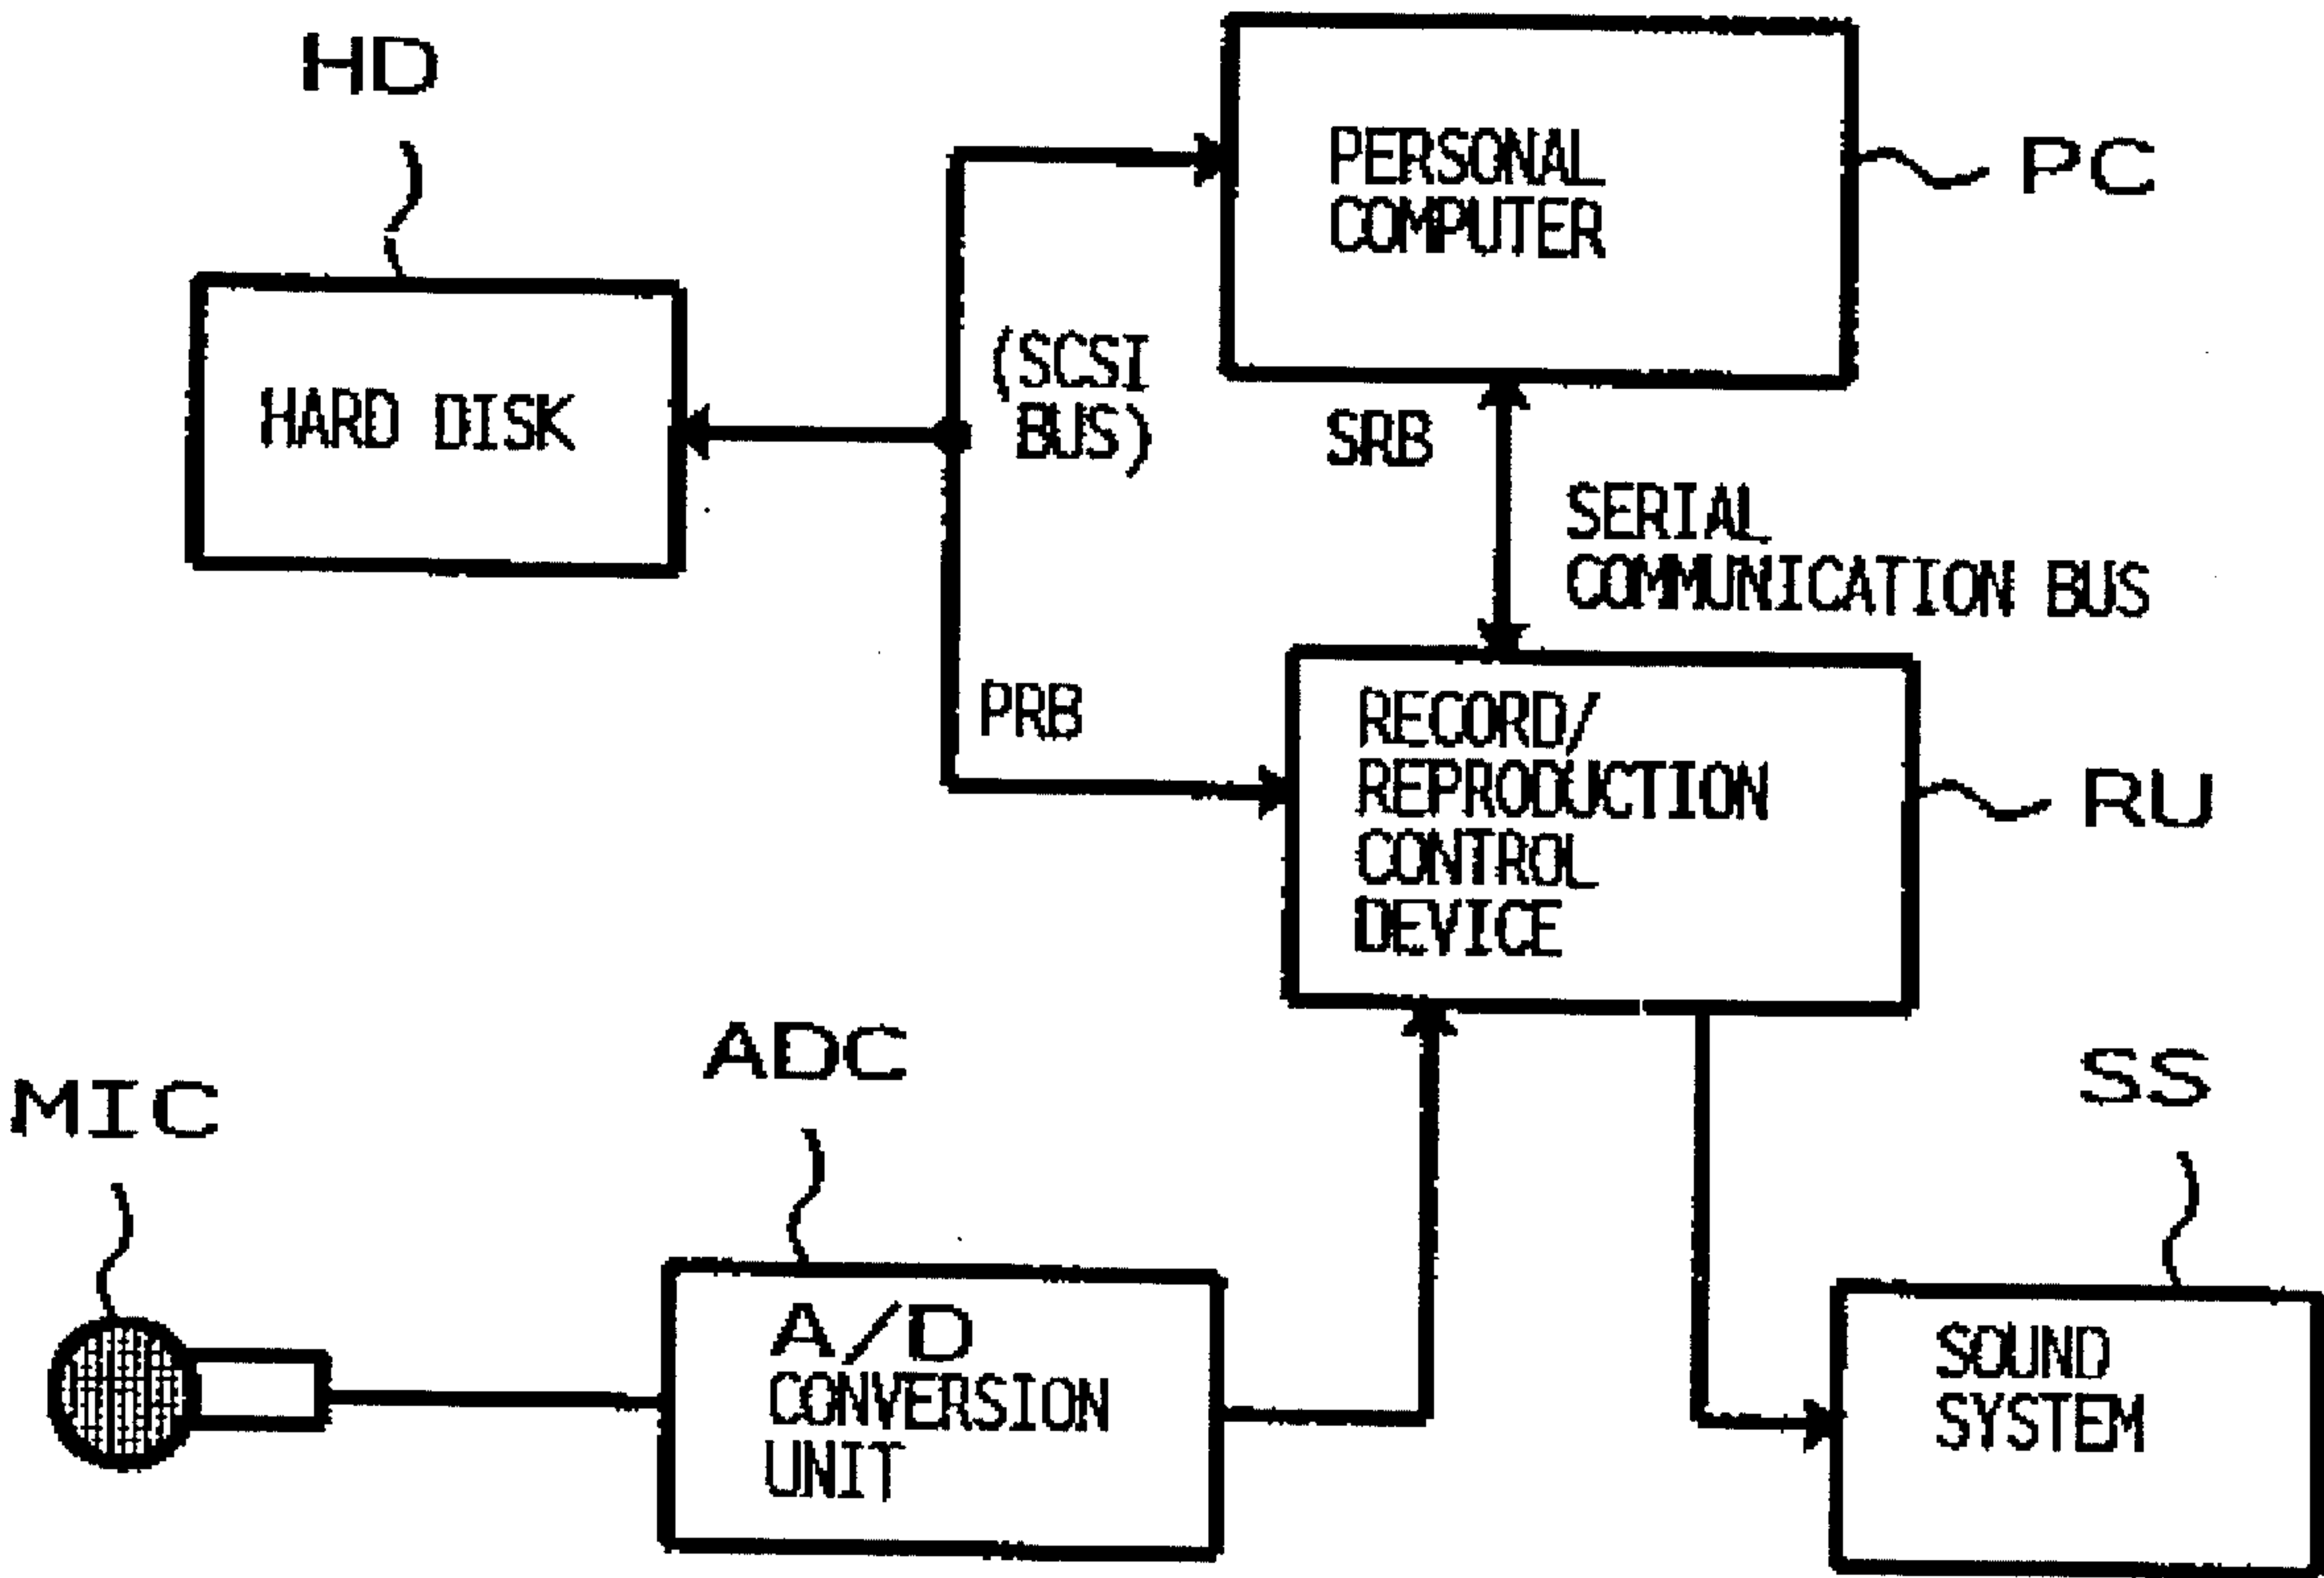 HD
PERSONAL
COMPUTER
PC
HARD DISK
(SCSI
BUS)
SRB
SERIAL
COMMUNICATION BUS
PRB
RECORD/
REPRODUCTION
CONTROL
DEVICE
RU
MIC
ADC
SS
A/D
CONVERSION
UNIT
SOUND
SYSTEM